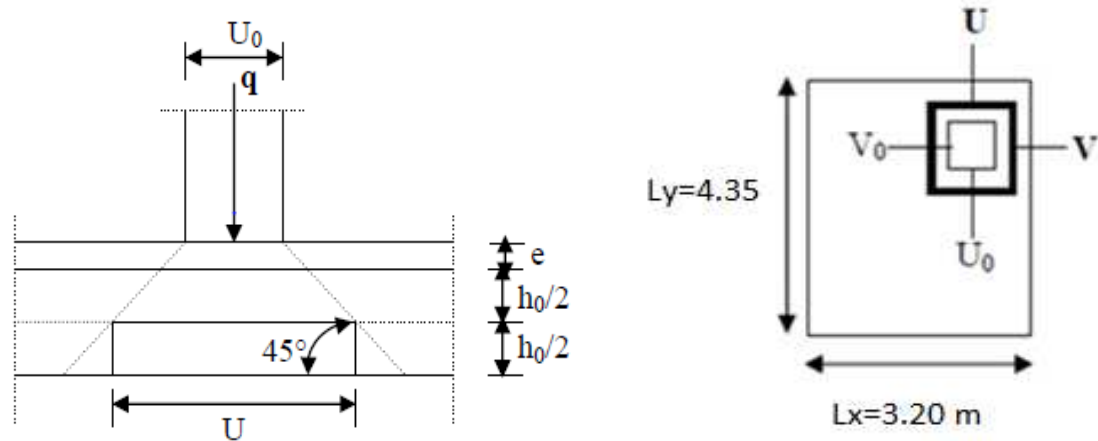 U₀
q
e
h₀/2
h₀/2
45°
U
U
V₀
V
Ly=4.35
U₀
Lx=3.20 m